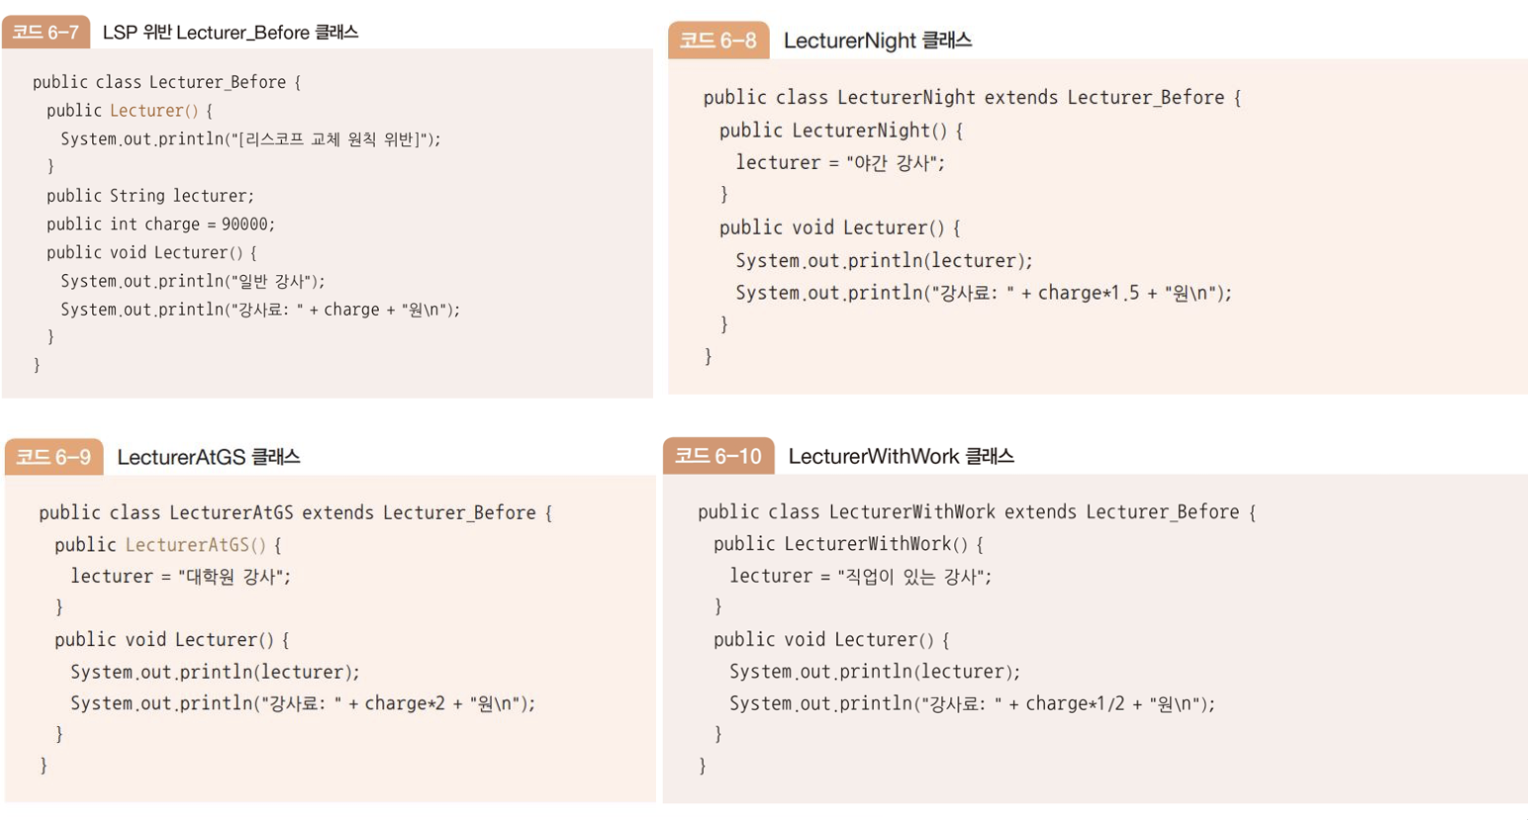 코드 6-7 LSP 위반 Lecturer_Before 클래스
public class Lecturer_Before {
public Lecturer() {
System.out.println("[리스코프 교체 원칙 위반]");
}
public String lecturer;
public int charge = 90000;
public void Lecturer() {
System.out.println("일반 강사");
System.out.println("강사료: " + charge + "원\n");
}
}
코드 6-8 LecturerNight 클래스
public class LecturerNight extends Lecturer_Before {
public LecturerNight() {
lecturer = "야간 강사";
}
public void Lecturer() {
System.out.println(lecturer);
System.out.println("강사료: " + charge*1.5 + "원\n");
}
}
코드 6-9 LecturerAtGS 클래스
public class LecturerAtGS extends Lecturer_Before {
public LecturerAtGS() {
lecturer = "대학원 강사";
}
public void Lecturer() {
System.out.println(lecturer);
System.out.println("강사료: " + charge*2 + "원\n");
}
}
코드 6-10 LecturerWithWork 클래스
public class LecturerWithWork extends Lecturer_Before {
public LecturerWithWork() {
lecturer = "직업이 있는 강사";
}
public void Lecturer() {
System.out.println(lecturer);
System.out.println("강사료: " + charge*1/2 + "원\n");
}
}